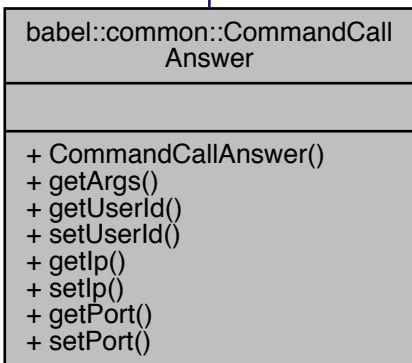 babel::common::CommandCall
Answer
+ CommandCallAnswer()
+ getArgs()
+ getUserId()
+ setUserId()
+ getIp()
+ setIp()
+ getPort()
+ setPort()